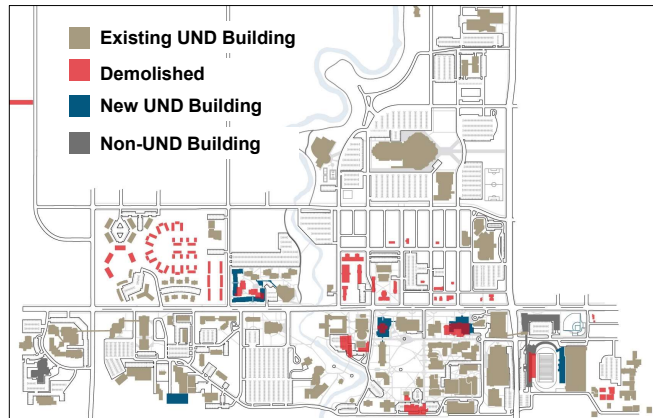 Existing UND Building
Demolished
New UND Building
Non-UND Building